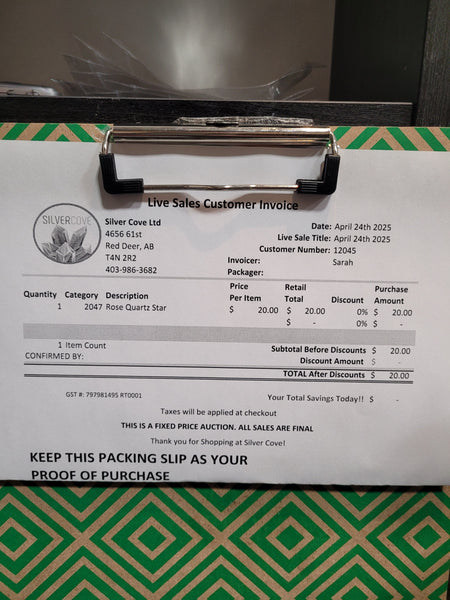 Live Sales Customer Invoice
SILVERCOVE
Silver Cove Ltd
4656 61st
Red Deer, AB
T4N 2R2
403-986-3682
Date: April 24th 2025
Live Sale Title: April 24th 2025
Customer Number: 12045
Invoicer: Sarah
Packager:
Quantity Category Description Price Per Item Retail Total Discount Purchase Amount
1 2047 Rose Quartz Star $ 20.00 $ 20.00 0% $ 20.00
$ - 0% $ -
1 Item Count
Subtotal Before Discounts $ 20.00
CONFIRMED BY:
Discount Amount $ -
TOTAL After Discounts $ 20.00
GST #: 797981495 RT0001
Your Total Savings Today!! $ -
Taxes will be applied at checkout
THIS IS A FIXED PRICE AUCTION. ALL SALES ARE FINAL
Thank you for Shopping at Silver Cove!
KEEP THIS PACKING SLIP AS YOUR
PROOF OF PURCHASE